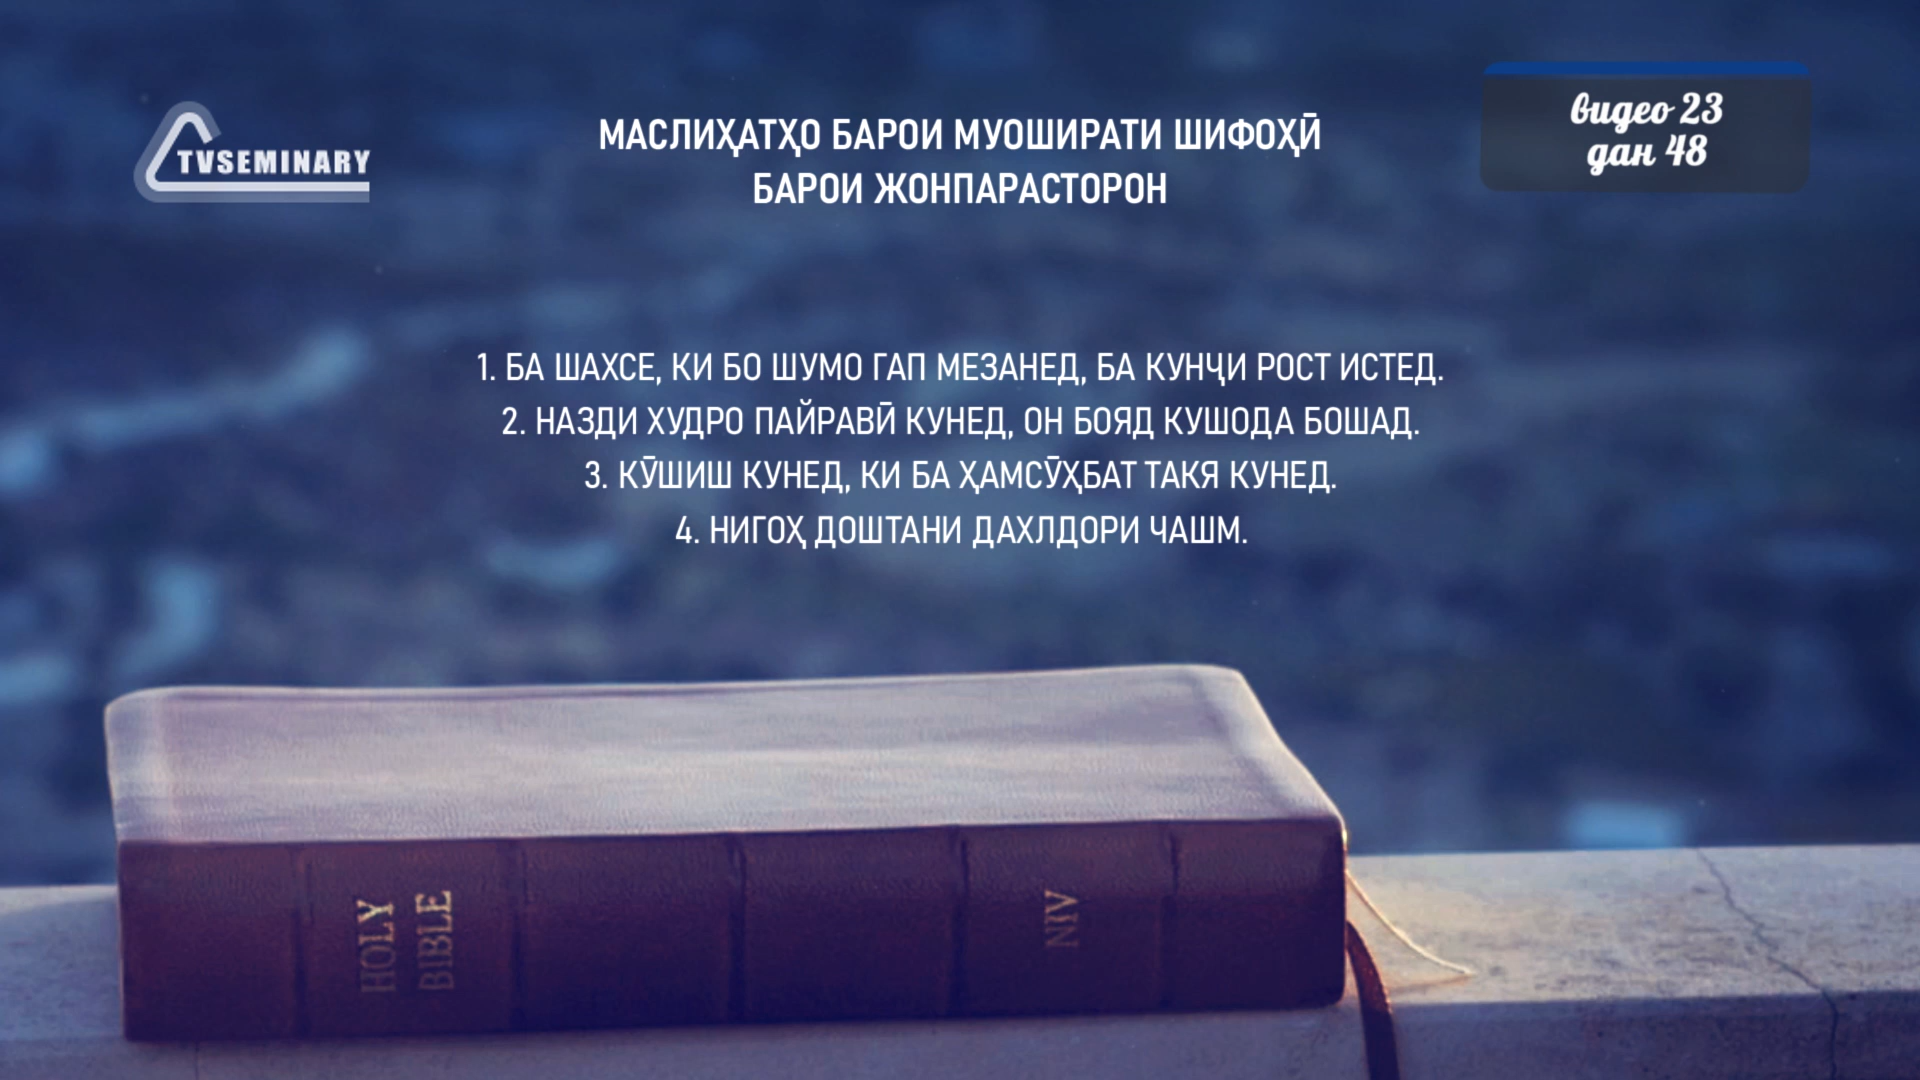 TVSEMINARY
МАСЛИҲАТҲО БАРОИ МУОШИРАТИ ШИФОҲӢ
БАРОИ ЖОНПАРАСТОРОН
видео 23
дан 48
1. БА ШАХСЕ, КИ БО ШУМО ГАП МЕЗАНЕД, БА КУНҶИ РОСТ ИСТЕД.
2. НАЗДИ ХУДРО ПАЙРАВӢ КУНЕД, ОН БОЯД КУШОДА БОШАД.
3. КӮШИШ КУНЕД, КИ БА ҲАМСӮҲБАТ ТАКЯ КУНЕД.
4. НИГОҲ ДОШТАНИ ДАХЛДОРИ ЧАШМ.
HOLY
BIBLE
NIV